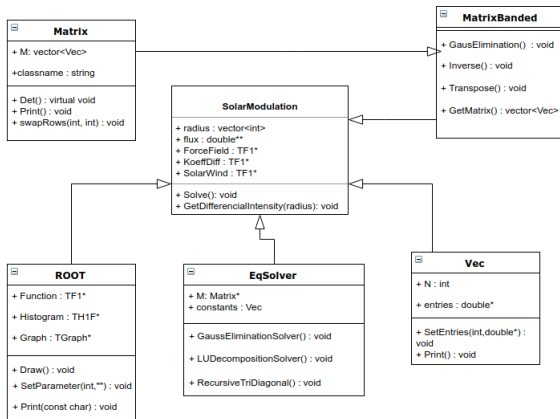 Matrix
+ M: vector<Vec>
+classname : string
+ Det() : virtual void
+ Print() : void
+ swapRows(int, int) : void
MatrixBanded
+ GausElimination() : void
+ Inverse() : void
+ Transpose() : void
+ GetMatrix() : vector<Vec>
SolarModulation
+ radius : vector<int>
+ flux : double**
+ ForceField : TF1*
+ KoeffDiff : TF1*
+ SolarWind : TF1*
+ Solve(): void
+ GetDifferencialIntensity(radius): void
ROOT
+ Function : TF1*
+ Histogram : TH1F*
+ Graph : TGraph*
+ Draw() : void
+ SetParameter(int,"") : void
+ Print(const char) : void
EqSolver
+ M: Matrix*
+ constants : Vec
+ GaussEliminationSolver() : void
+ LUDecompositionSolver() : void
+ RecursiveTriDiagonal() : void
Vec
+ N : int
+ entries : double*
+ SetEntries(int,double*) :
void
+ Print() : void